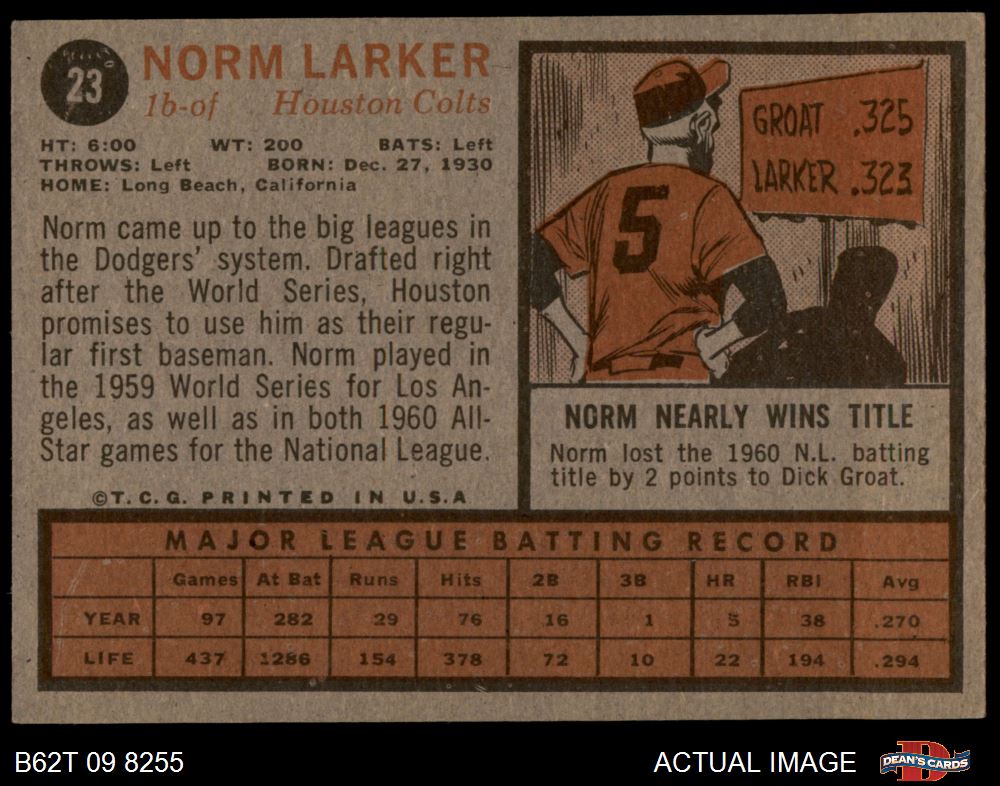 23
NORM LARKER
1b-of Houston Colts
HT: 6:00 WT: 200 BATS: Left
THROWS: Left BORN: Dec. 27, 1930
HOME: Long Beach, California
Norm came up to the big leagues in
the Dodgers' system. Drafted right
after the World Series, Houston
promises to use him as their regu-
lar first baseman. Norm played in
the 1959 World Series for Los An-
geles, as well as in both 1960 All-
Star games for the National League.
©T. C. G. PRINTED IN U.S.A
GROAT .325
LARKER .323
5
NORM NEARLY WINS TITLE
Norm lost the 1960 N.L. batting
title by 2 points to Dick Groat.
MAJOR LEAGUE BATTING RECORD
Games At Bat Runs Hits 2B 3B HR RBI Avg
YEAR 97 282 29 76 16 1 5 38 .270
LIFE 437 1286 154 378 72 10 22 194 .294
B62T 09 8255
ACTUAL IMAGE
D
DEAN'S CARDS